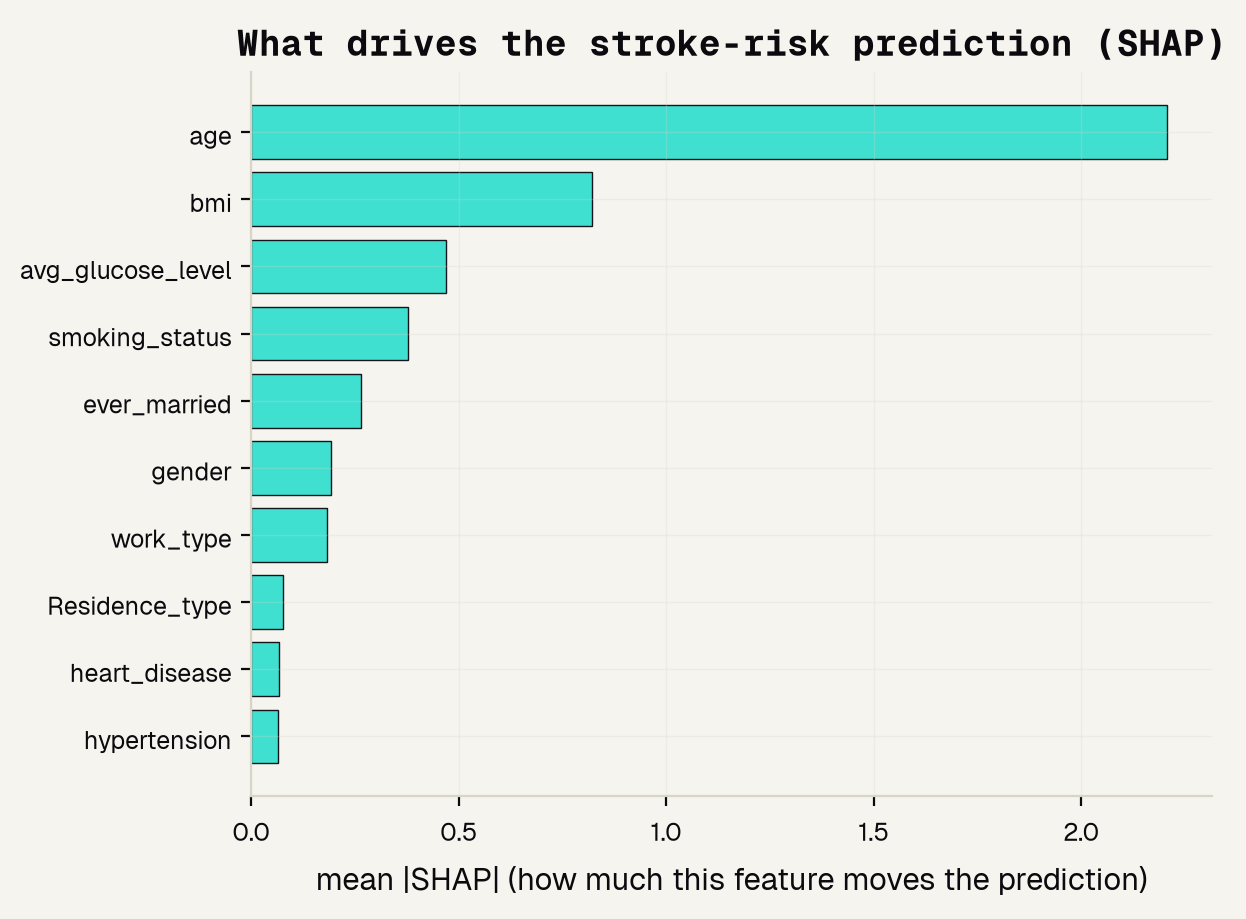 What drives the stroke-risk prediction (SHAP)
age
bmi
avg_glucose_level
smoking_status
ever_married
gender
work_type
Residence_type
heart_disease
hypertension
0.0 0.5 1.0 1.5 2.0
mean |SHAP| (how much this feature moves the prediction)